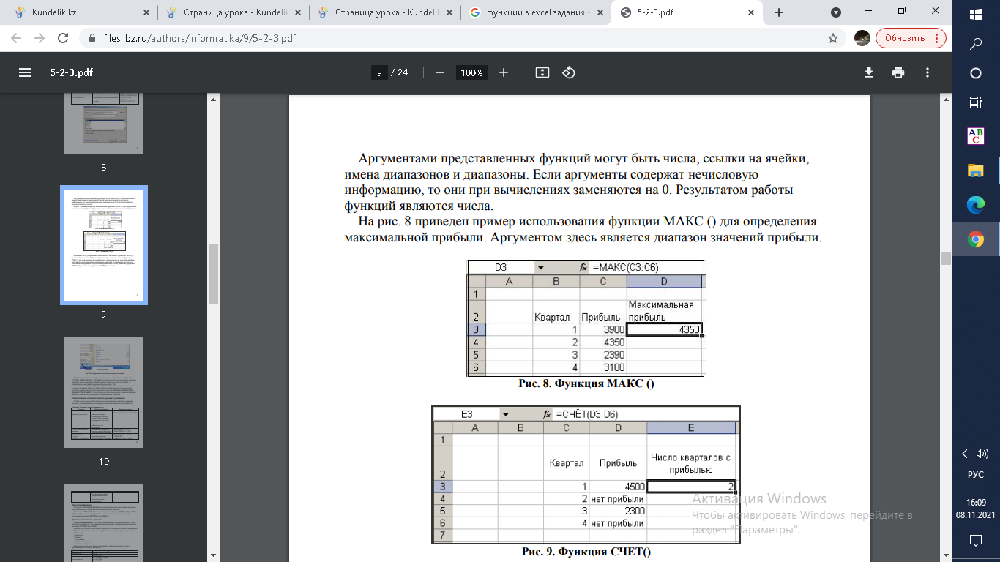 Kundelik.kz
Страница урока - Kundelik
Страница урока - Kundelik
функции в excel задания -
5-2-3.pdf
files.lbz.ru/authors/informatika/9/5-2-3.pdf
Обновить
5-2-3.pdf
9 / 24
100%
8
9
10
Аргументами представленных функций могут быть числа, ссылки на ячейки,
имена диапазонов и диапазоны. Если аргументы содержат нечисловую
информацию, то они при вычислениях заменяются на 0. Результатом работы
функций являются числа.
На рис. 8 приведен пример использования функции МАКС () для определения
максимальной прибыли. Аргументом здесь является диапазон значений прибыли.
D3 fx =МАКС(C3:C6)
A B C D
1
Максимальная
2 Квартал Прибыль прибыль
3 1 3900 4350
4 2 4350
5 3 2390
6 4 3100
Рис. 8. Функция МАКС ()
E3 fx =СЧЁТ(D3:D6)
A B C D E
1
Число кварталов с
2 Квартал Прибыль прибылью
3 1 4500 2
4 2 нет прибыли
5 3 2300
6 4 нет прибыли
7
Рис. 9. Функция СЧЕТ()
Активация Windows
Чтобы активировать Windows, перейдите в
раздел "Параметры".
ABC
РУС
16:09
08.11.2021